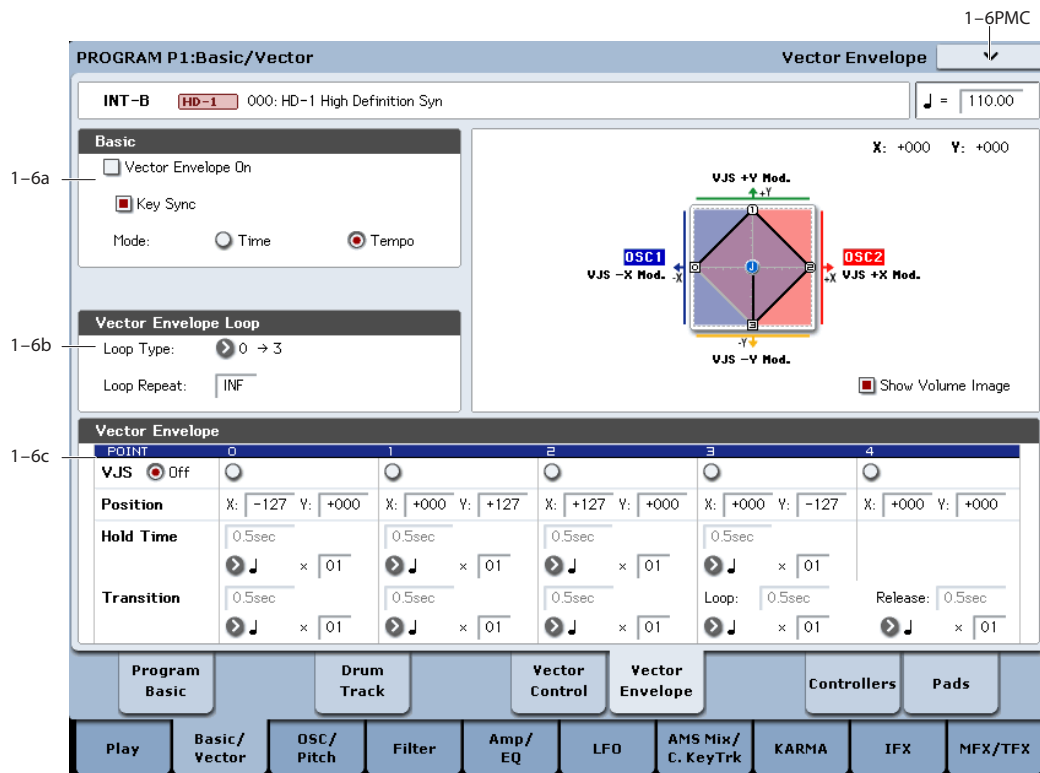 1–6PMC
PROGRAM P1:Basic/Vector Vector Envelope
INT-B HD-1 000: HD-1 High Definition Syn ♩ = 110.00
Basic
1–6a
Vector Envelope On
Key Sync
Mode: Time Tempo
X: +000 Y: +000
VJS +Y Mod.
+Y
1
OSC1 OSC2
VJS -X Mod. -X 0 J 2 +X VJS +X Mod.
3
-Y
VJS -Y Mod.
Show Volume Image
Vector Envelope Loop
1–6b
Loop Type: 0 → 3
Loop Repeat: INF
Vector Envelope
1–6c
POINT 0 1 2 3 4
VJS Off
Position X: -127 Y: +000 X: +000 Y: +127 X: +127 Y: +000 X: +000 Y: -127 X: +000 Y: +000
Hold Time 0.5sec 0.5sec 0.5sec 0.5sec
♩ × 01 ♩ × 01 ♩ × 01 ♩ × 01
Transition 0.5sec 0.5sec 0.5sec Loop: 0.5sec Release: 0.5sec
♩ × 01 ♩ × 01 ♩ × 01 ♩ × 01 ♩ × 01
Program Basic
Drum Track
Vector Control
Vector Envelope
Controllers
Pads
Play
Basic/ Vector
OSC/ Pitch
Filter
Amp/ EQ
LFO
AMS Mix/ C. KeyTrk
KARMA
IFX
MFX/TFX